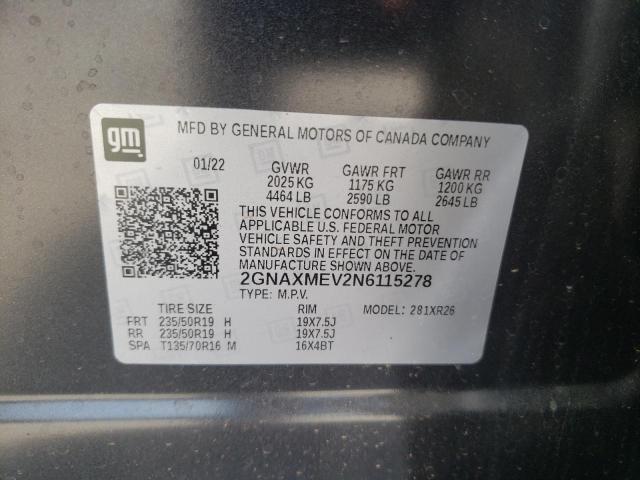 gm
MFD BY GENERAL MOTORS OF CANADA COMPANY
01/22 GVWR GAWR FRT GAWR RR
2025 KG 1175 KG 1200 KG
4464 LB 2590 LB 2645 LB
THIS VEHICLE CONFORMS TO ALL
APPLICABLE U.S. FEDERAL MOTOR
VEHICLE SAFETY AND THEFT PREVENTION
STANDARDS IN EFFECT ON THE DATE OF
MANUFACTURE SHOWN ABOVE.
2GNAXMEV2N6115278
TYPE: M.P.V. MODEL: 281XR26
TIRE SIZE RIM
FRT 235/50R19 H 19X7.5J
RR 235/50R19 H 19X7.5J
SPA T135/70R16 M 16X4BT